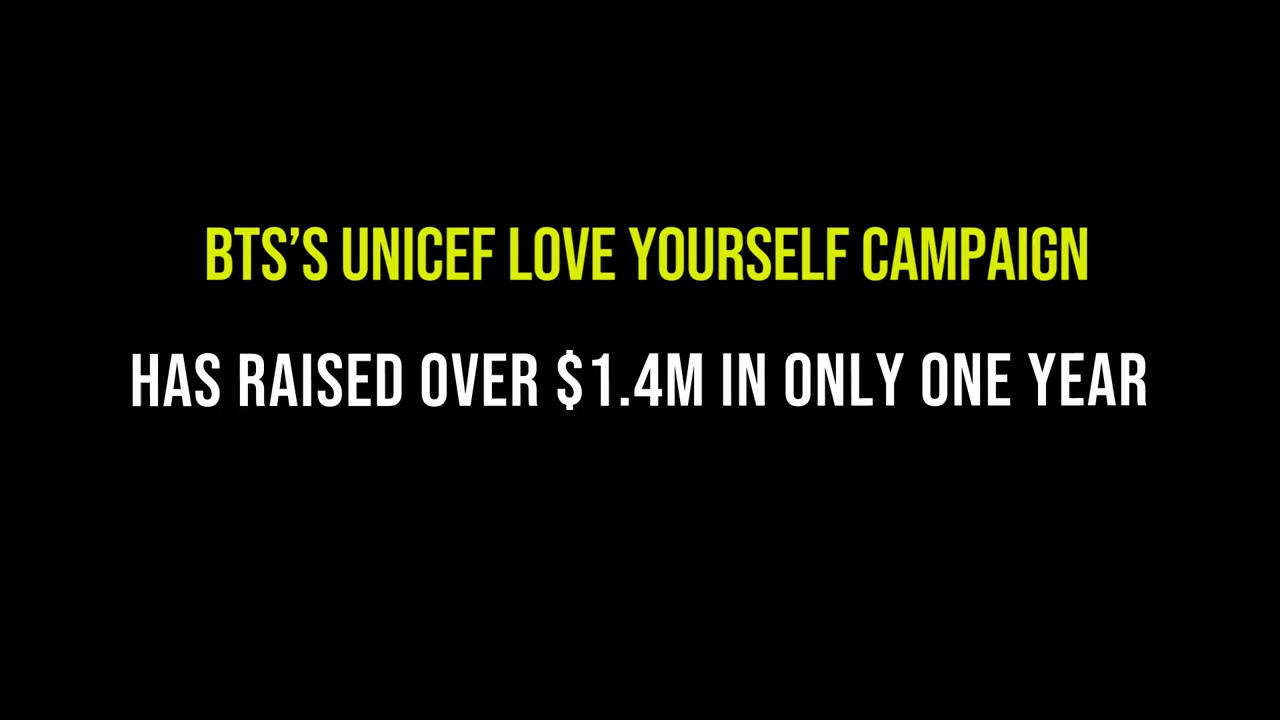 BTS’S UNICEF LOVE YOURSELF CAMPAIGN
HAS RAISED OVER $1.4M IN ONLY ONE YEAR